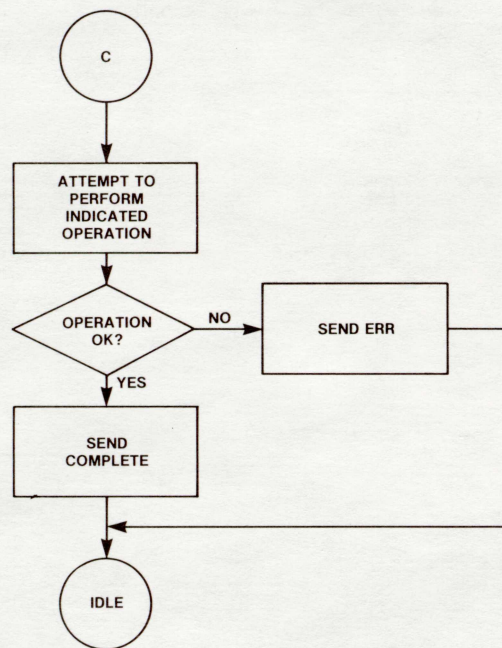 C
ATTEMPT TO
PERFORM
INDICATED
OPERATION
OPERATION
OK?
NO
SEND ERR
YES
SEND
COMPLETE
IDLE